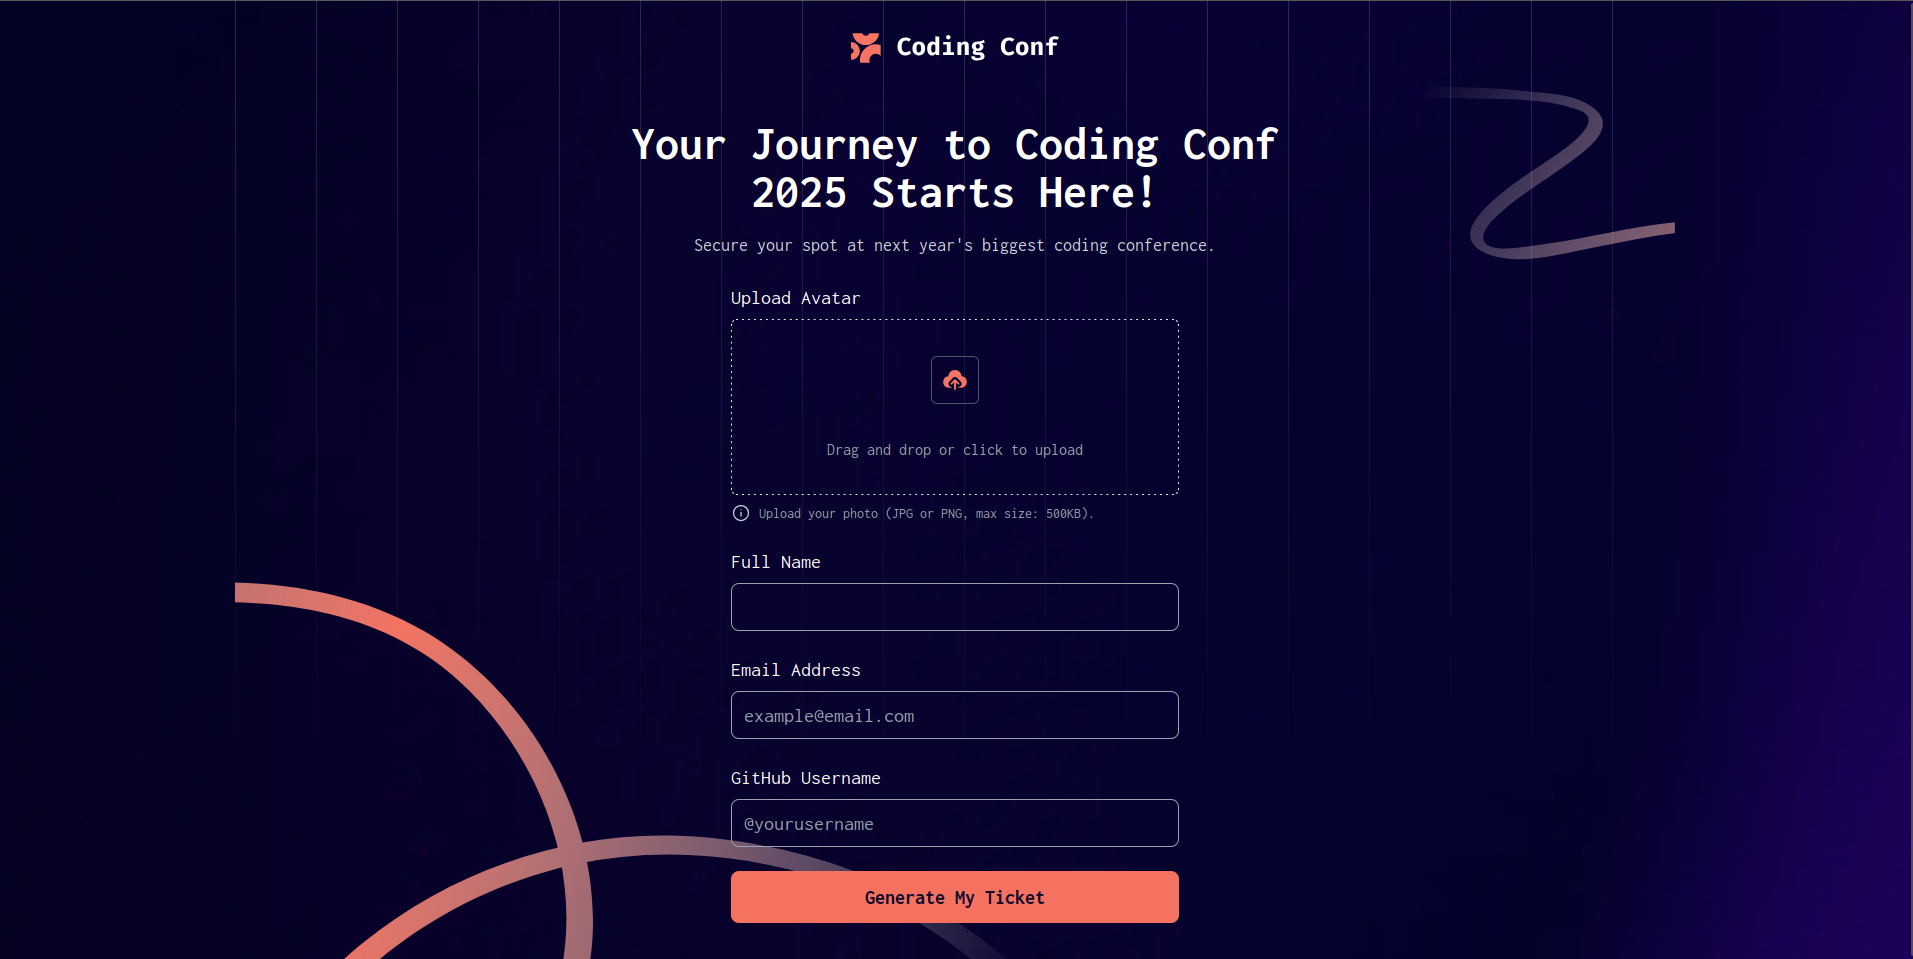 Coding Conf
Your Journey to Coding Conf
2025 Starts Here!
Secure your spot at next year's biggest coding conference.
Upload Avatar
Drag and drop or click to upload
Upload your photo (JPG or PNG, max size: 500KB).
Full Name
Email Address
example@email.com
GitHub Username
@yourusername
Generate My Ticket